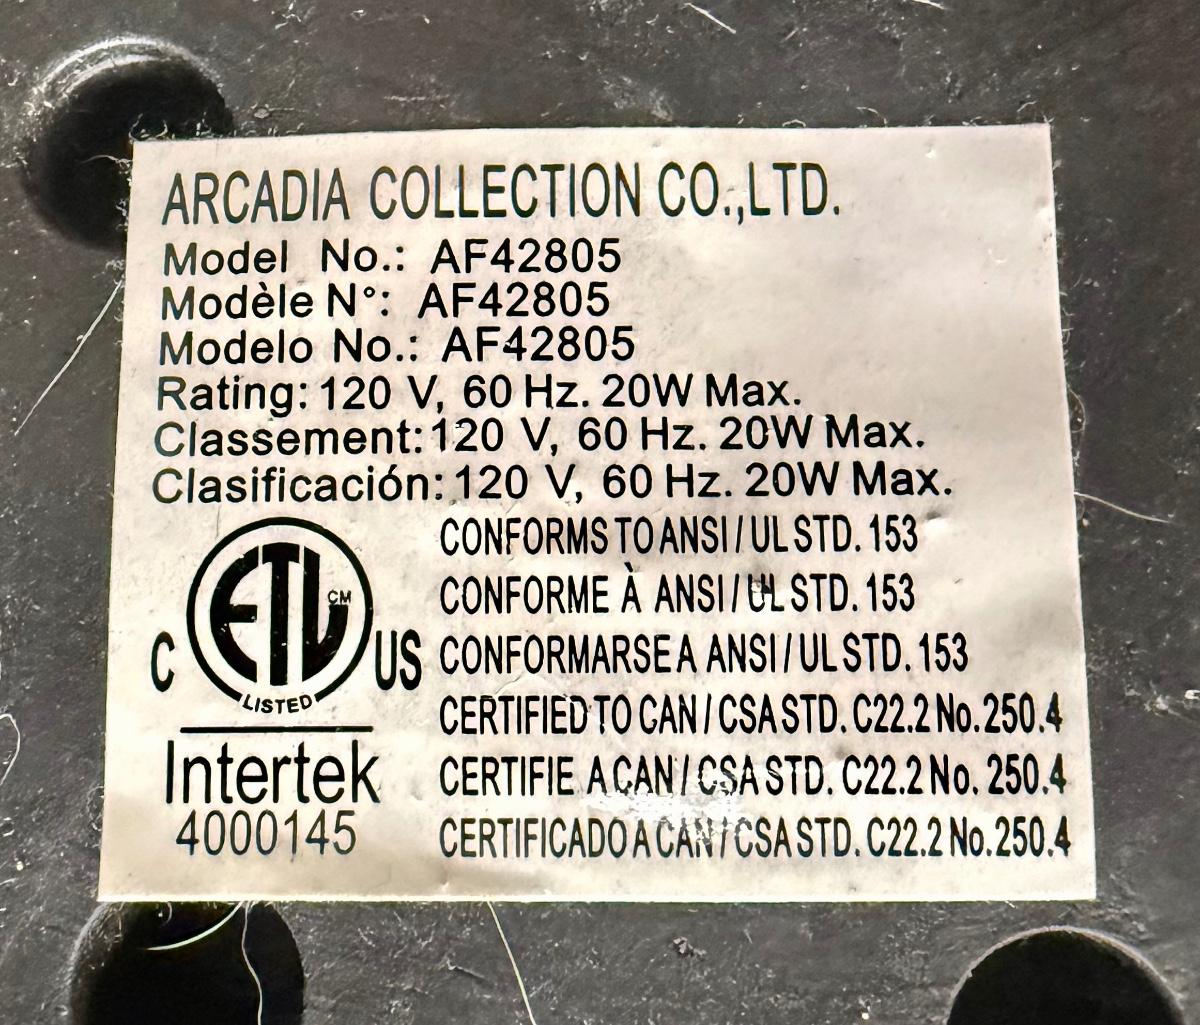 ARCADIA COLLECTION CO.,LTD.
Model No.: AF42805
Modèle N°: AF42805
Modelo No.: AF42805
Rating: 120 V, 60 Hz. 20W Max.
Classement: 120 V, 60 Hz. 20W Max.
Clasificación: 120 V, 60 Hz. 20W Max.
CONFORMS TO ANSI/UL STD. 153
CONFORME À ANSI/UL STD. 153
CONFORMARSE A ANSI/UL STD. 153
CERTIFIED TO CAN/CSA STD. C22.2 No.250.4
CERTIFIE A CAN/CSA STD. C22.2 No. 250.4
CERTIFICADO A CAN/CSA STD. C22.2 No.250.4
C ETL CM US
LISTED
Intertek
4000145